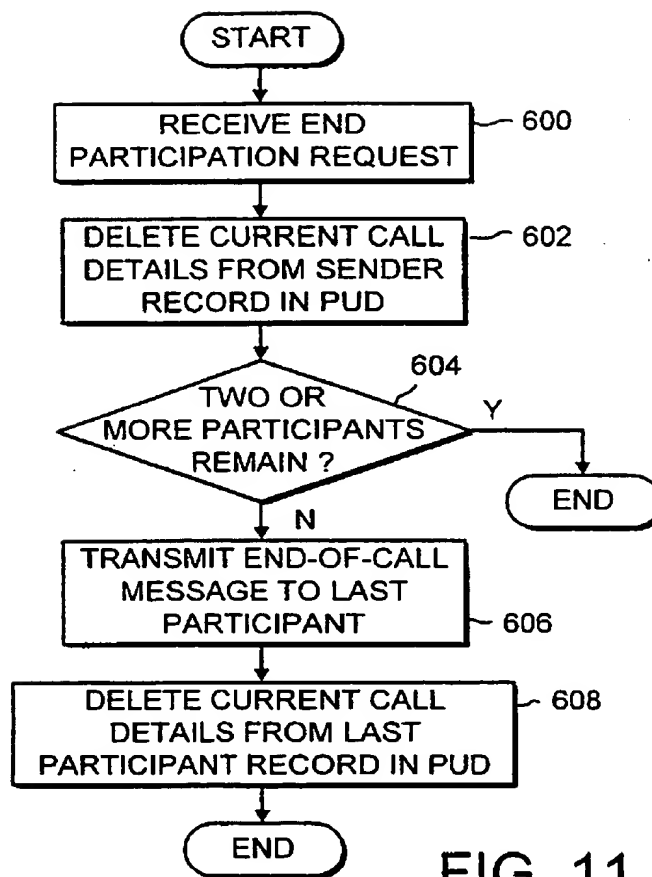 START
RECEIVE END
PARTICIPATION REQUEST
600
DELETE CURRENT CALL
DETAILS FROM SENDER
RECORD IN PUD
602
604
TWO OR
MORE PARTICIPANTS
REMAIN ?
Y
END
N
TRANSMIT END-OF-CALL
MESSAGE TO LAST
PARTICIPANT
606
DELETE CURRENT CALL
DETAILS FROM LAST
PARTICIPANT RECORD IN PUD
608
END
FIG. 11